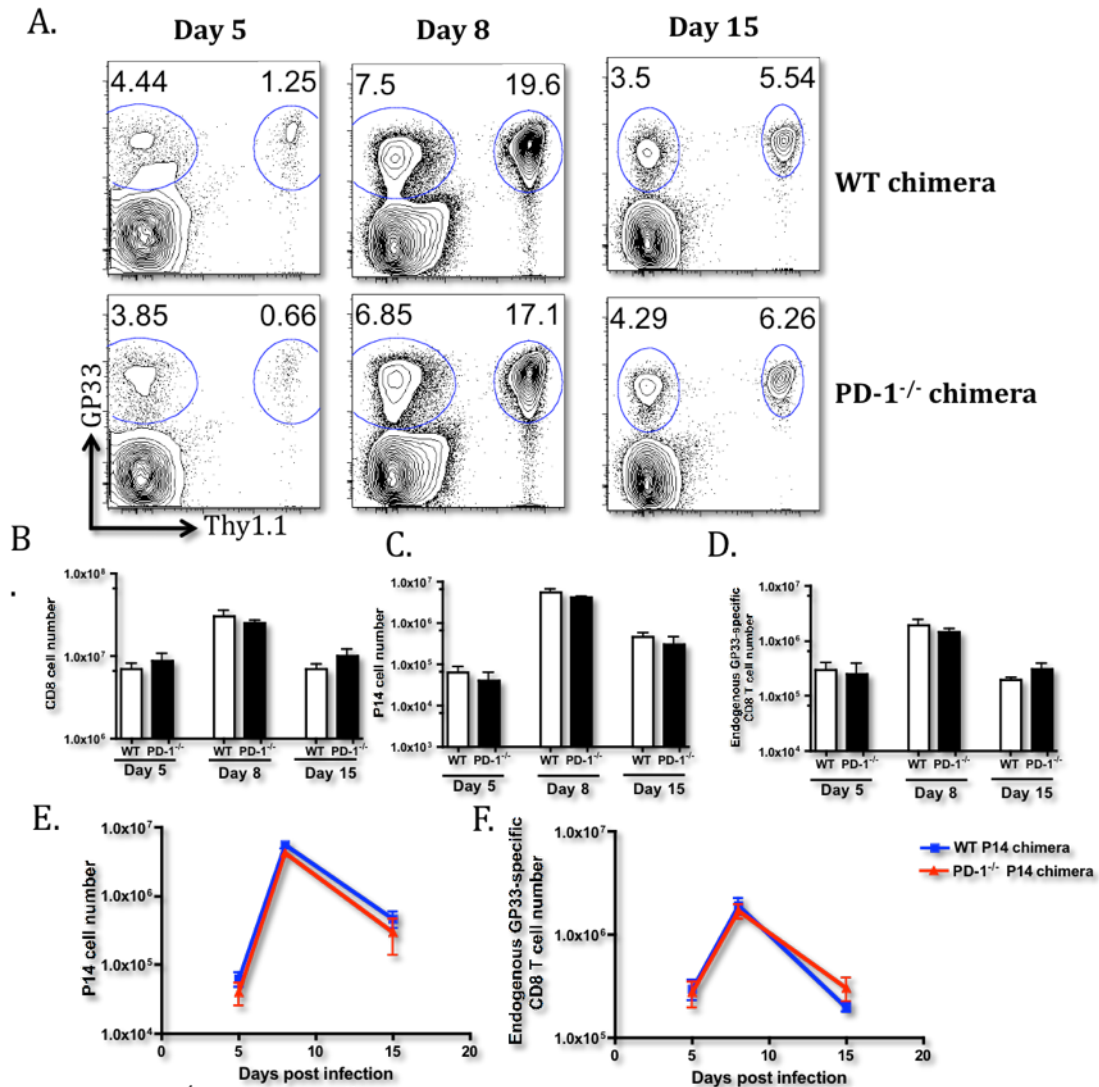 A.
Day 5 Day 8 Day 15
4.44 1.25 7.5 19.6 3.5 5.54
WT chimera
3.85 0.66 6.85 17.1 4.29 6.26
PD-1-/- chimera
GP33
Thy1.1
B
.
CD8 cell number
1.0x10^8
1.0x10^7
1.0x10^6
WT PD-1-/- WT PD-1-/- WT PD-1-/-
Day 5 Day 8 Day 15
C.
P14 cell number
1.0x10^7
1.0x10^6
1.0x10^5
1.0x10^4
1.0x10^3
WT PD-1-/- WT PD-1-/- WT PD-1-/-
Day 5 Day 8 Day 15
D.
Endogenous GP33-specific
CD8 T cell number
1.0x10^7
1.0x10^6
1.0x10^5
1.0x10^4
WT PD-1-/- WT PD-1-/- WT PD-1-/-
Day 5 Day 8 Day 15
E.
P14 cell number
1.0x10^7
1.0x10^6
1.0x10^5
1.0x10^4
0 5 10 15 20
Days post infection
F.
Endogenous GP33-specific
CD8 T cell number
1.0x10^7
1.0x10^6
1.0x10^5
0 5 10 15 20
Days post infection
WT P14 chimera
PD-1-/- P14 chimera